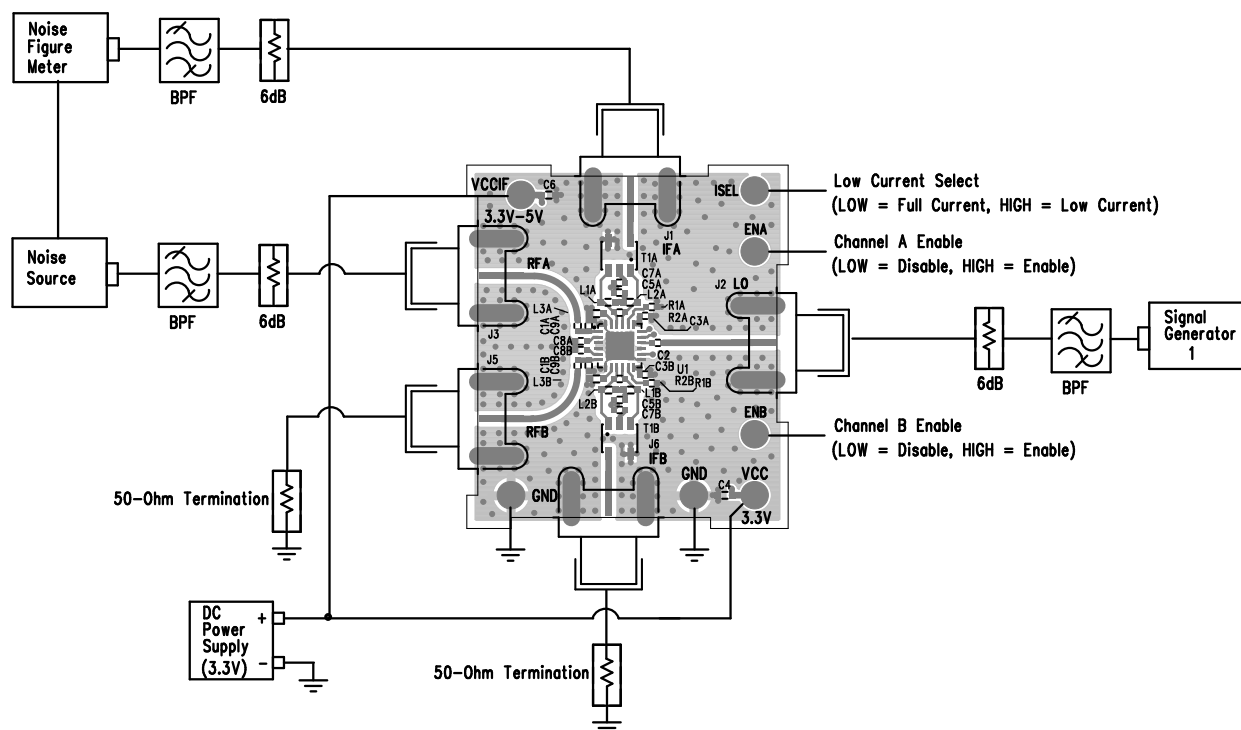 Noise
Figure
Meter
BPF
6dB
Noise
Source
BPF
6dB
VCCIF
C6
3.3V-5V
J1
IFA
ISEL
Low Current Select
(LOW = Full Current, HIGH = Low Current)
ENA
Channel A Enable
(LOW = Disable, HIGH = Enable)
RFA
T1A
C7A
C5A
L1A
L2A
R1A
R2A
C3A
L3A
C1A
C9A
J3
C8A
C8B
J5
C1B
C9B
L3B
J2
LO
C2
C3B
U1
R2B
R1B
L2B
L1B
C5B
C7B
T1B
RFB
J6
IFB
6dB
BPF
Signal
Generator
1
ENB
Channel B Enable
(LOW = Disable, HIGH = Enable)
50-Ohm Termination
GND
GND
C4
VCC
3.3V
DC
Power
Supply
(3.3V)
+
-
50-Ohm Termination